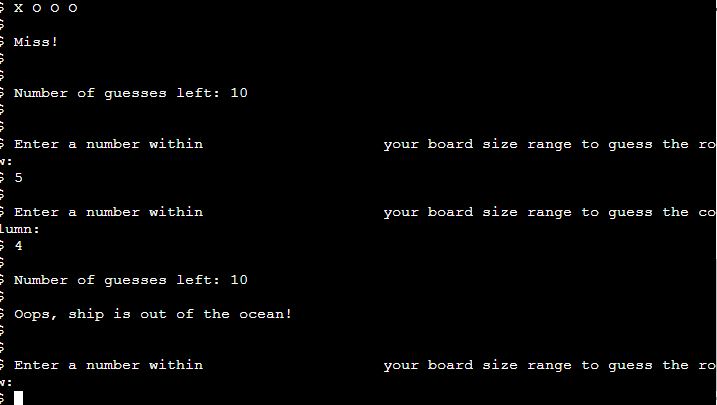 $ X O O O
$
$ Miss!
$
$
$ Number of guesses left: 10
$
$
$ Enter a number within                    your board size range to guess the ro
w:
$ 5
$
$ Enter a number within                    your board size range to guess the co
lumn:
$ 4
$
$ Number of guesses left: 10
$
$ Oops, ship is out of the ocean!
$
$
$ Enter a number within                    your board size range to guess the ro
w:
$